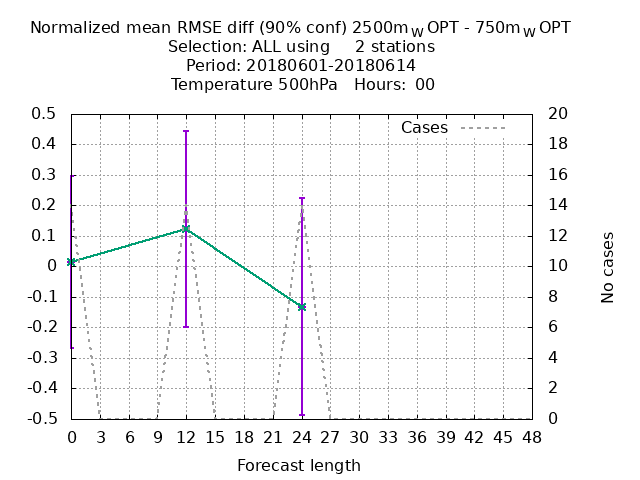 Normalized mean RMSE diff (90% conf) 2500m_W OPT - 750m_W OPT
Selection: ALL using 2 stations
Period: 20180601-20180614
Temperature 500hPa Hours: 00
Cases
0.5
0.4
0.3
0.2
0.1
0
-0.1
-0.2
-0.3
-0.4
-0.5
20
18
16
14
12
10
8
6
4
2
0
No cases
0 3 6 9 12 15 18 21 24 27 30 33 36 39 42 45 48
Forecast length